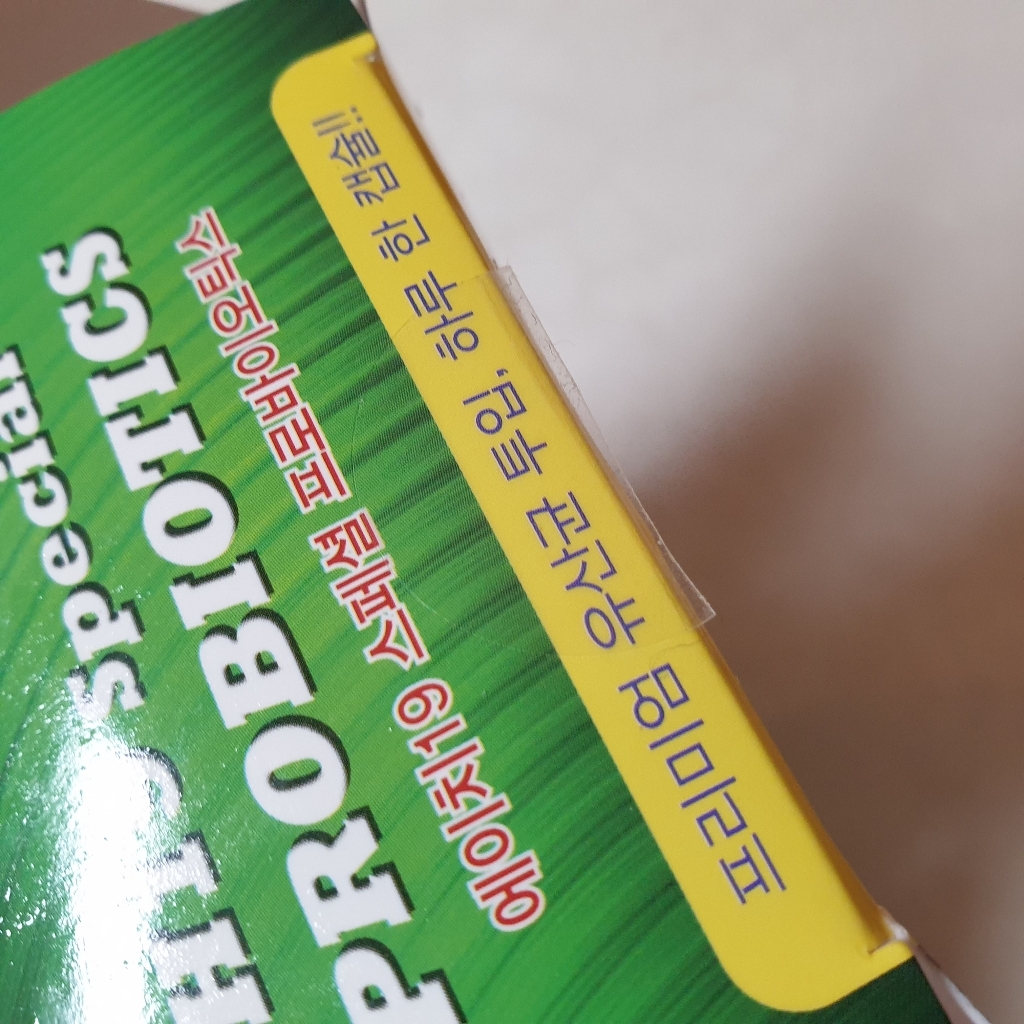 H19 special
PROBIOTICS
에이치19 스페셜 프로바이오틱스
프리미엄 유산균 투입, 하루 한 캡슐!!